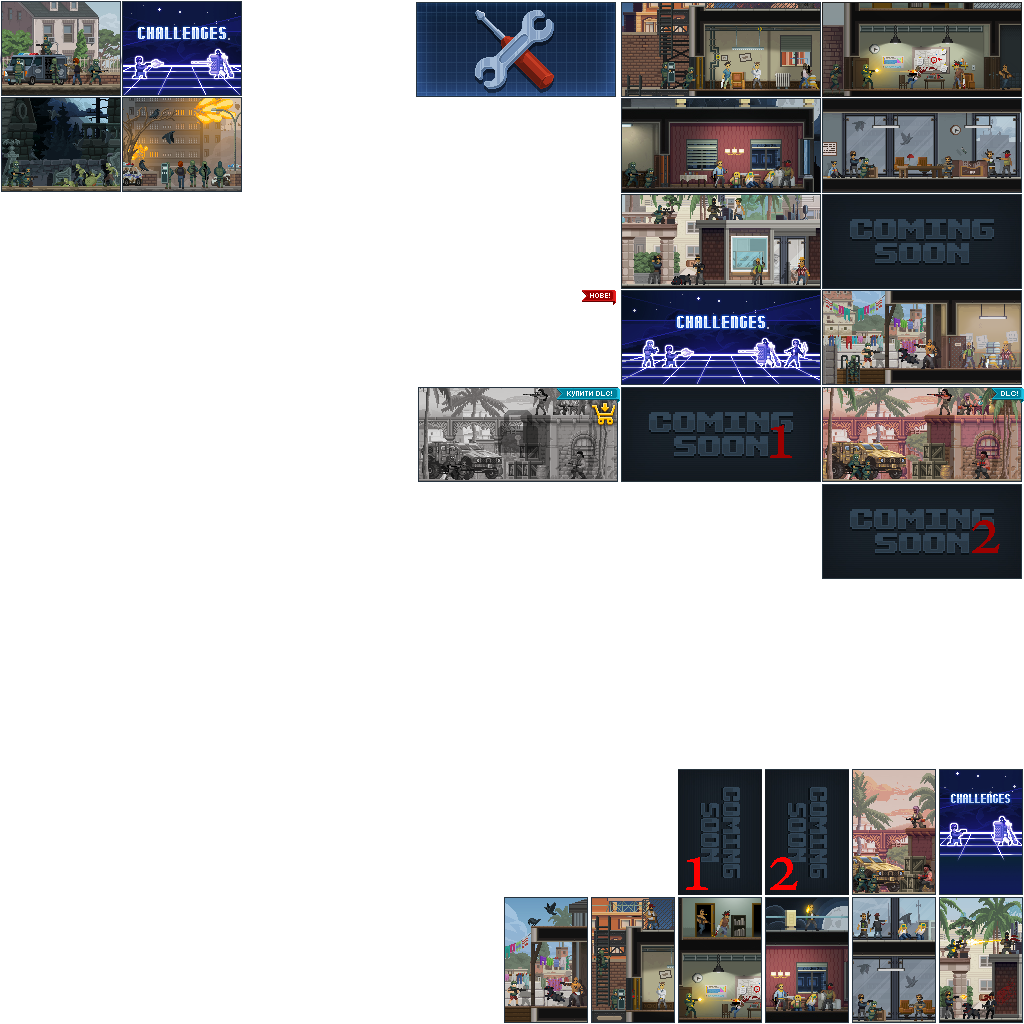 CHALLENGES.
COMING
SOON
НОВЕ!
CHALLENGES.
КУПИТИ DLC!
COMING
SOON
1
DLC!
COMING
SOON
2
COMING
SOON
1
COMING
SOON
2
CHALLENGES